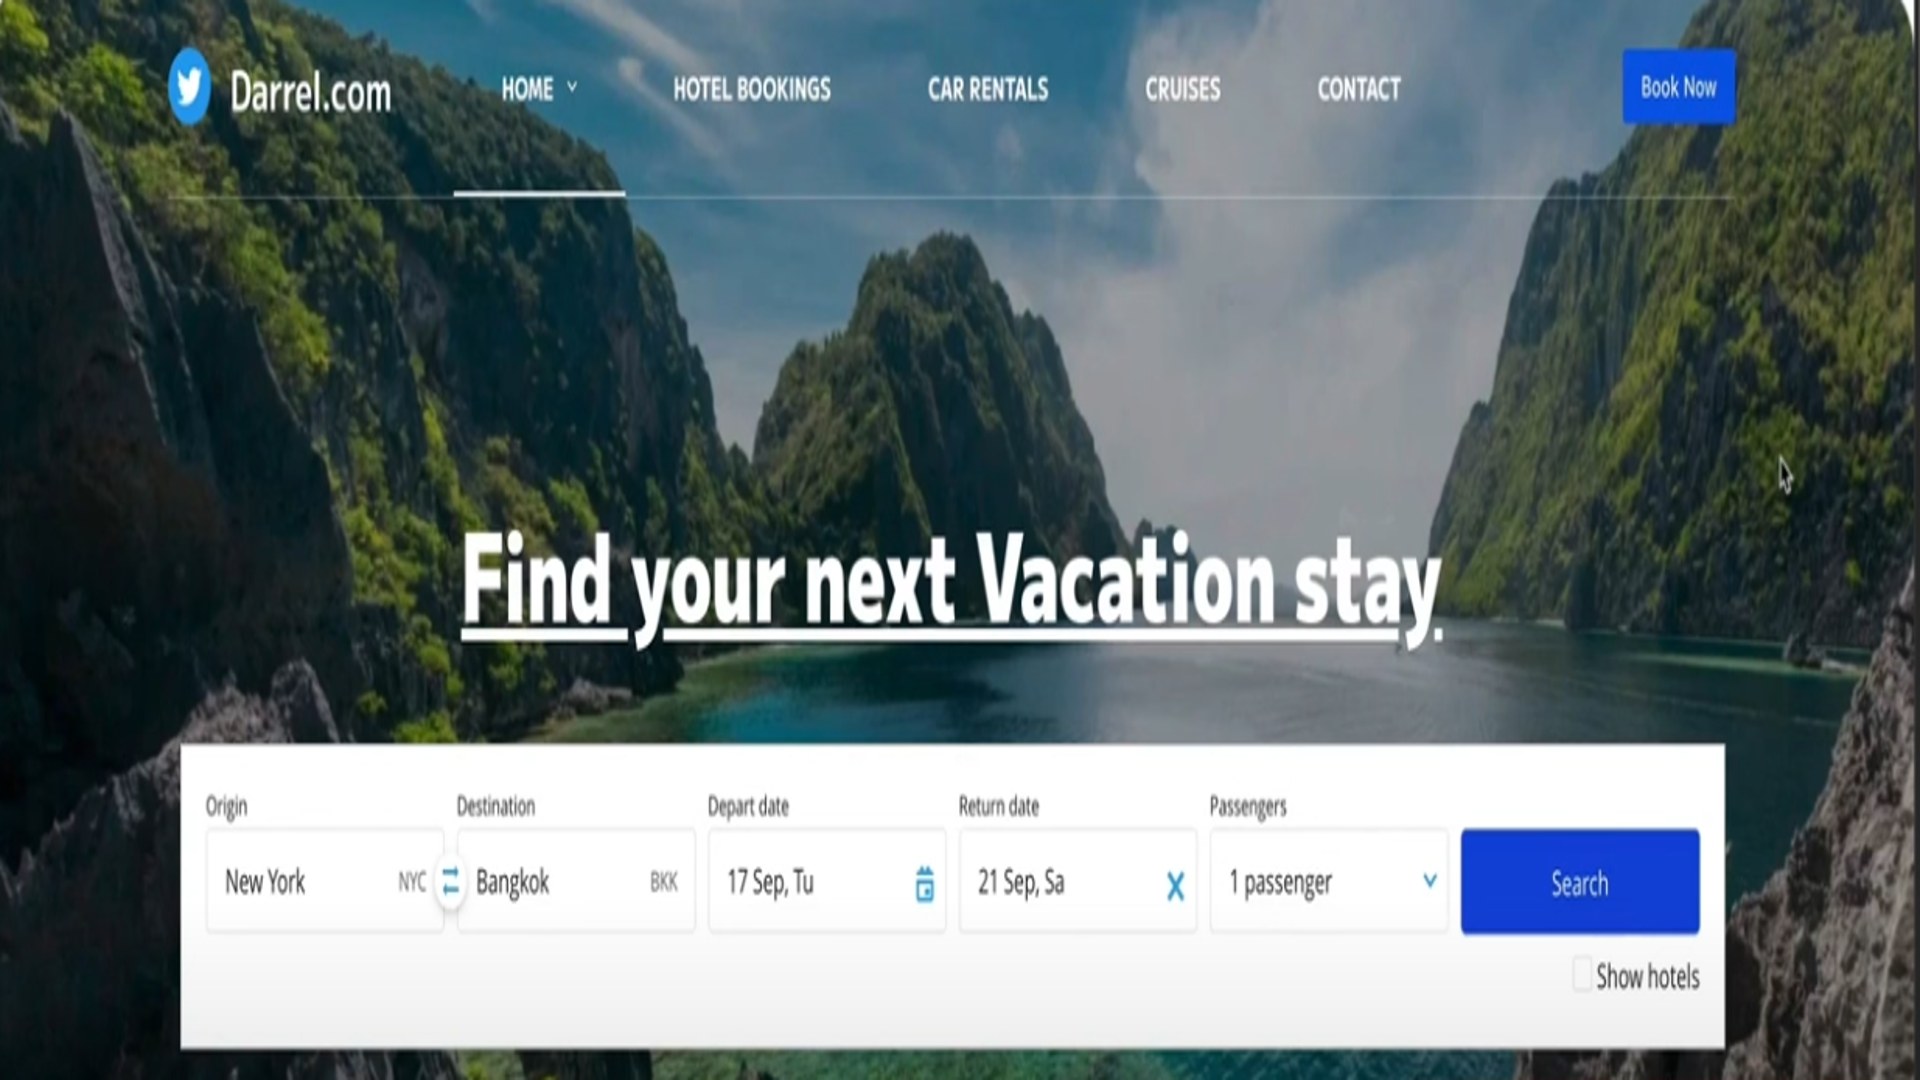 Darrel.com
HOME
HOTEL BOOKINGS
CAR RENTALS
CRUISES
CONTACT
Book Now
Find your next Vacation stay.
Origin
Destination
Depart date
Return date
Passengers
New York NYC
Bangkok BKK
17 Sep, Tu
21 Sep, Sa
1 passenger
Search
Show hotels